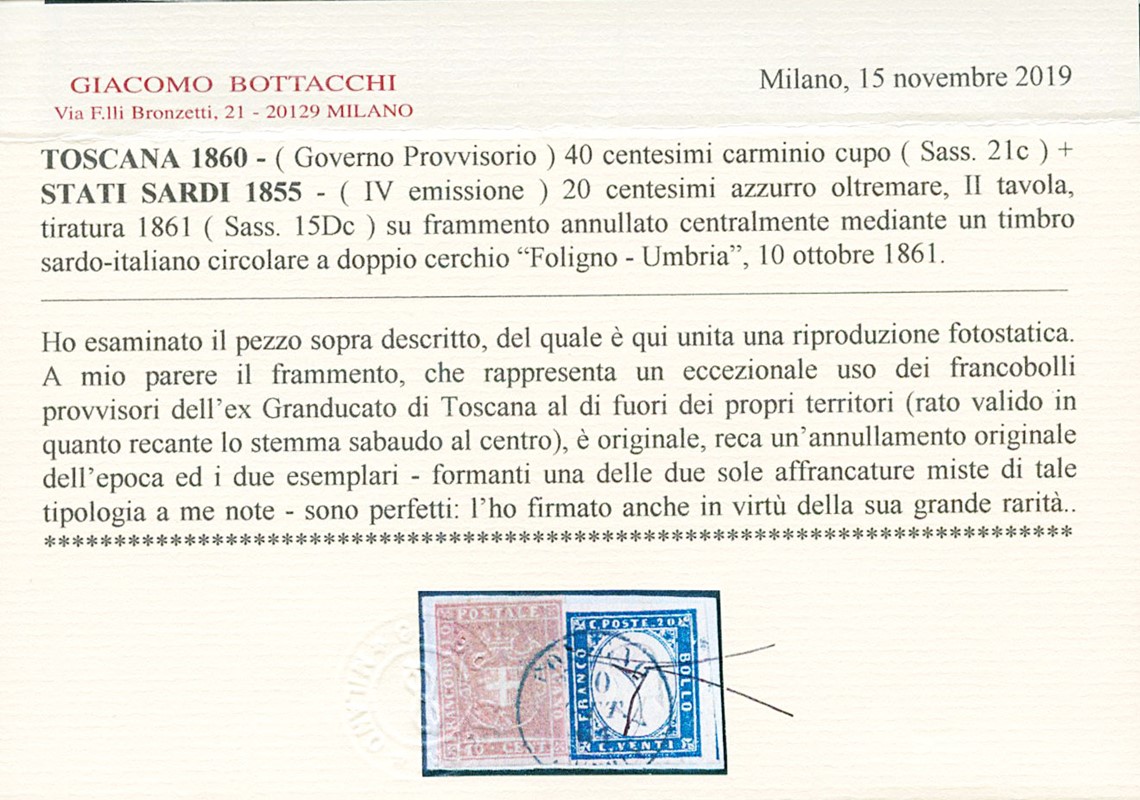 GIACOMO BOTTACCHI
Via F.lli Bronzetti, 21 - 20129 MILANO
Milano, 15 novembre 2019
TOSCANA 1860 - ( Governo Provvisorio ) 40 centesimi carminio cupo ( Sass. 21c ) +
STATI SARDI 1855 - ( IV emissione ) 20 centesimi azzurro oltremare, II tavola,
tiratura 1861 ( Sass. 15Dc ) su frammento annullato centralmente mediante un timbro
sardo-italiano circolare a doppio cerchio “Foligno - Umbria”, 10 ottobre 1861.
Ho esaminato il pezzo sopra descritto, del quale è qui unita una riproduzione fotostatica.
A mio parere il frammento, che rappresenta un eccezionale uso dei francobolli
provvisori dell’ex Granducato di Toscana al di fuori dei propri territori (rato valido in
quanto recante lo stemma sabaudo al centro), è originale, reca un’annullamento originale
dell’epoca ed i due esemplari - formanti una delle due sole affrancature miste di tale
tipologia a me note - sono perfetti: l’ho firmato anche in virtù della sua grande rarità..
POSTALE
40 CENT
C. POSTE. 20
FRANCO
BOLLO
C. VENTI